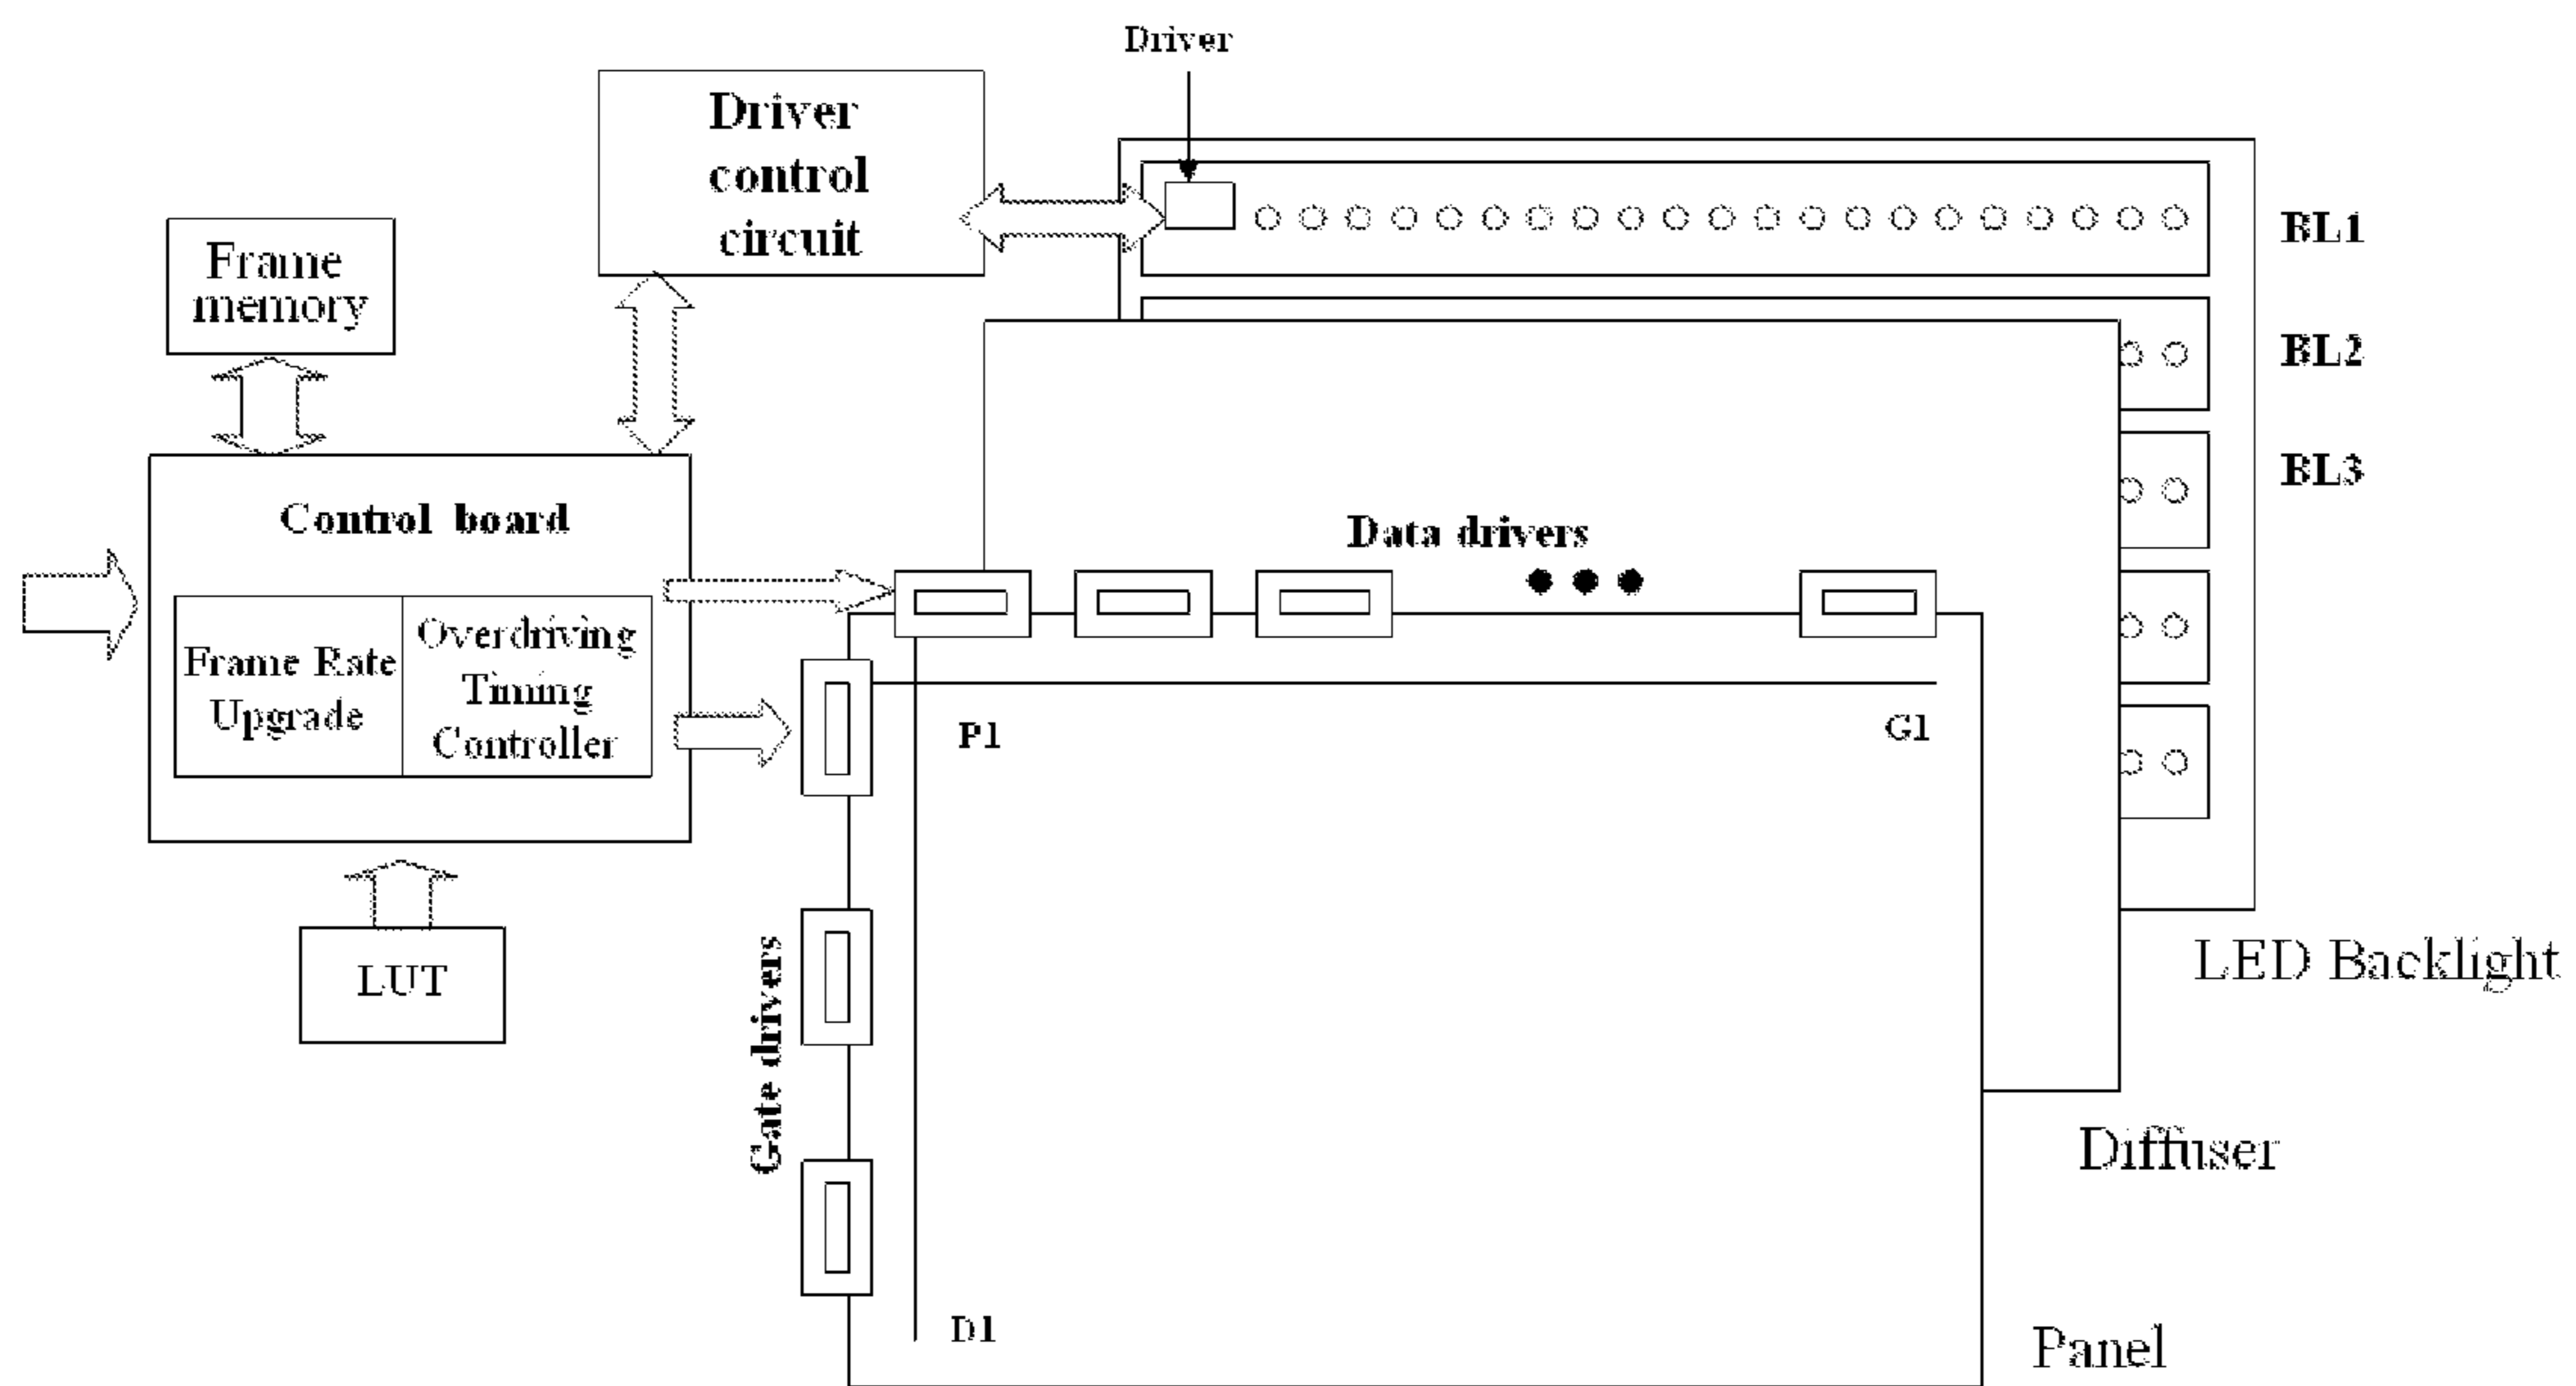 Driver
Driver
control
circuit
Frame
memory
BL1
BL2
BL3
Control board
Data drivers
Frame Rate
Upgrade
Overdriving
Timing
Controller
P1
G1
LUT
Gate drivers
LED Backlight
Diffuser
D1
Panel